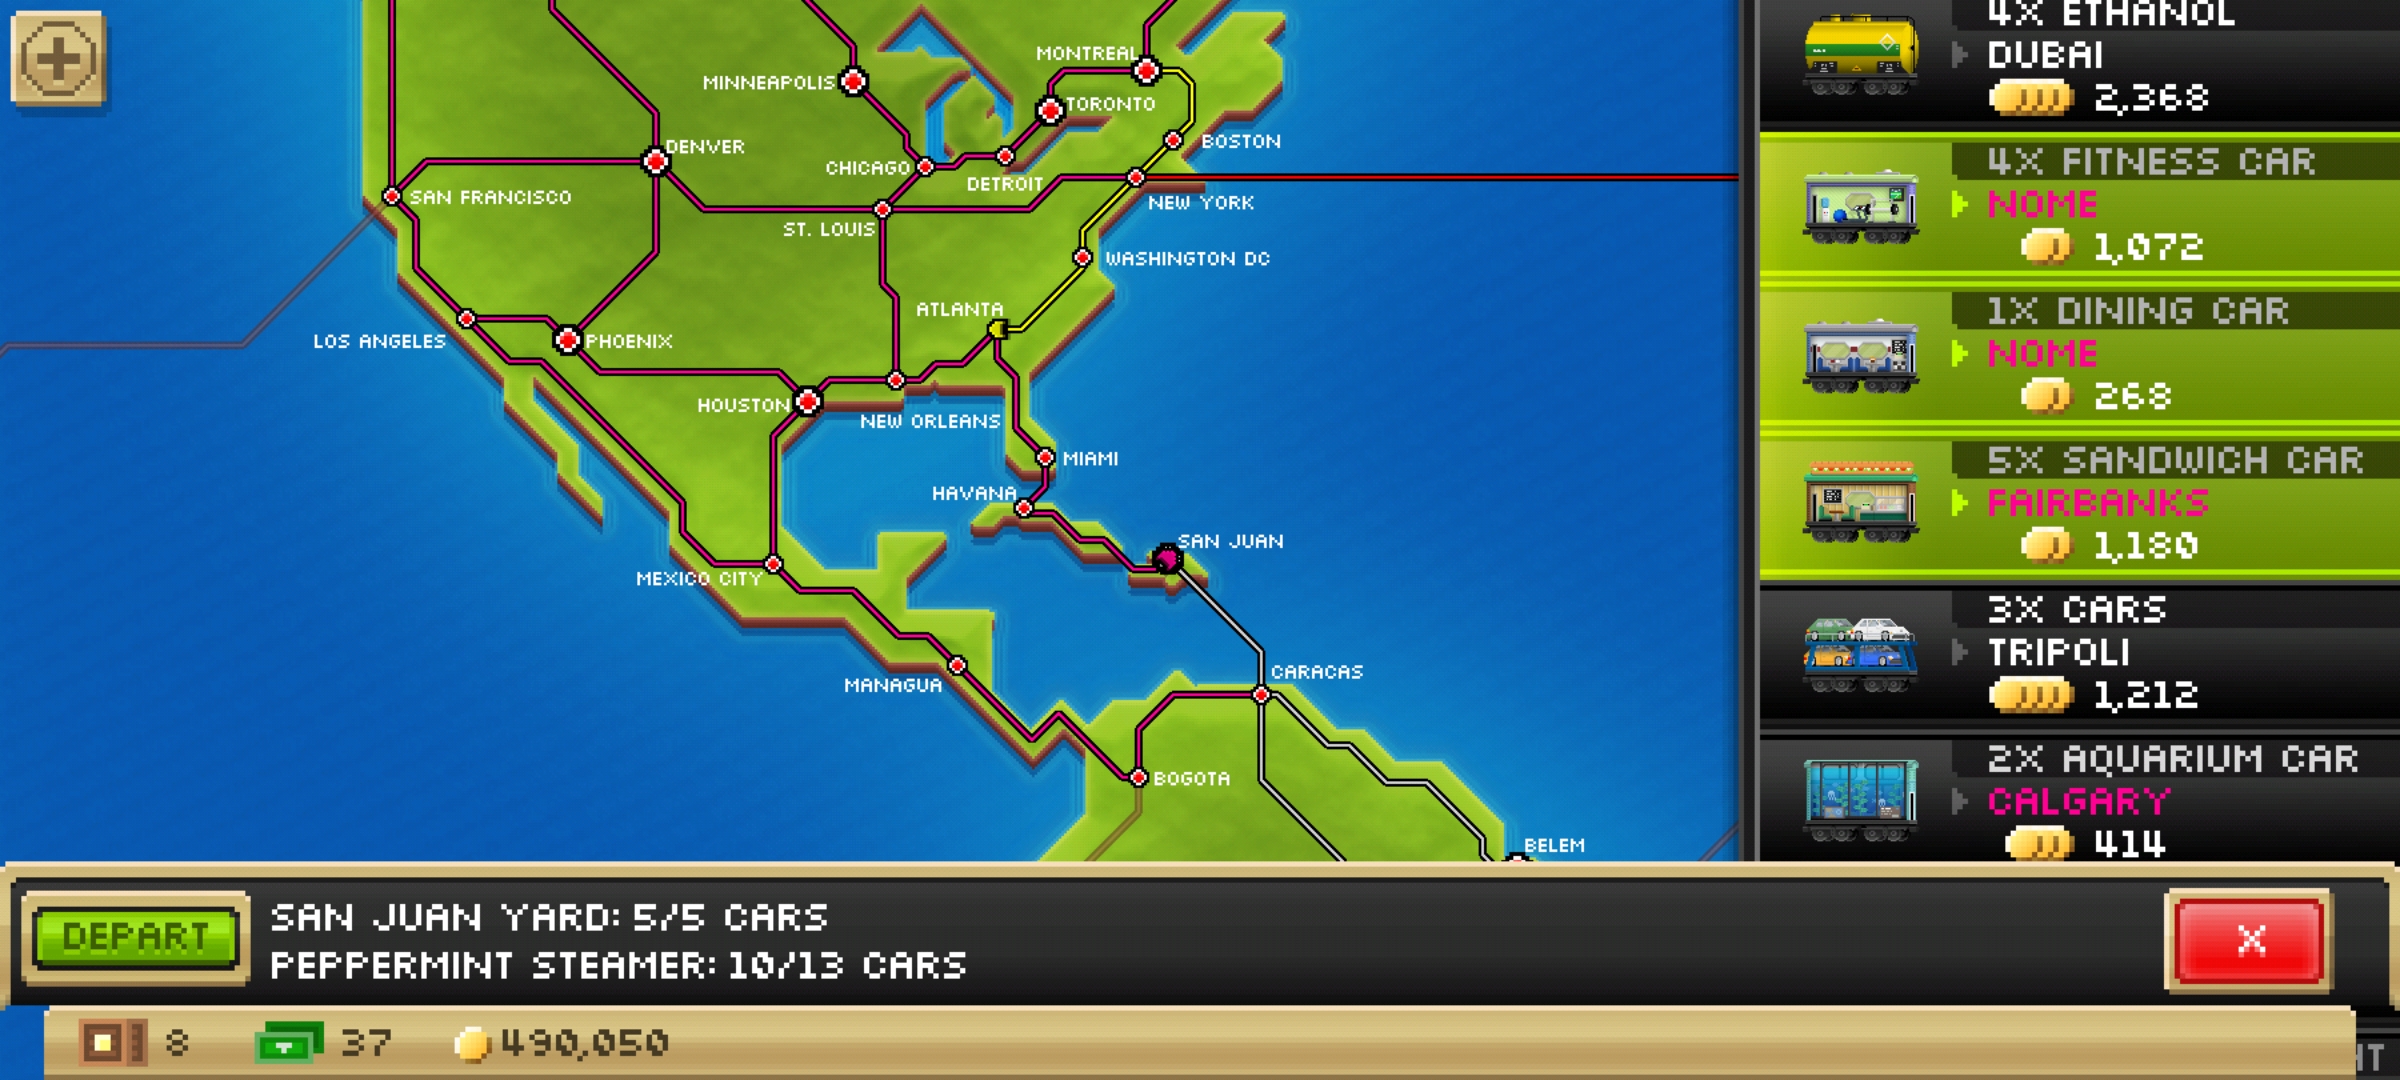 MONTREAL
MINNEAPOLIS
TORONTO
BOSTON
DENVER
CHICAGO
DETROIT
SAN FRANCISCO
NEW YORK
ST. LOUIS
WASHINGTON DC
ATLANTA
LOS ANGELES
PHOENIX
HOUSTON
NEW ORLEANS
MIAMI
HAVANA
SAN JUAN
MEXICO CITY
CARACAS
MANAGUA
BOGOTA
BELEM
4X ETHANOL
DUBAI
2,368
4X FITNESS CAR
NOME
1,072
1X DINING CAR
NOME
268
5X SANDWICH CAR
FAIRBANKS
1,180
3X CARS
TRIPOLI
1,212
2X AQUARIUM CAR
CALGARY
414
DEPART
SAN JUAN YARD: 5/5 CARS
PEPPERMINT STEAMER: 10/13 CARS
X
8
37
490,050